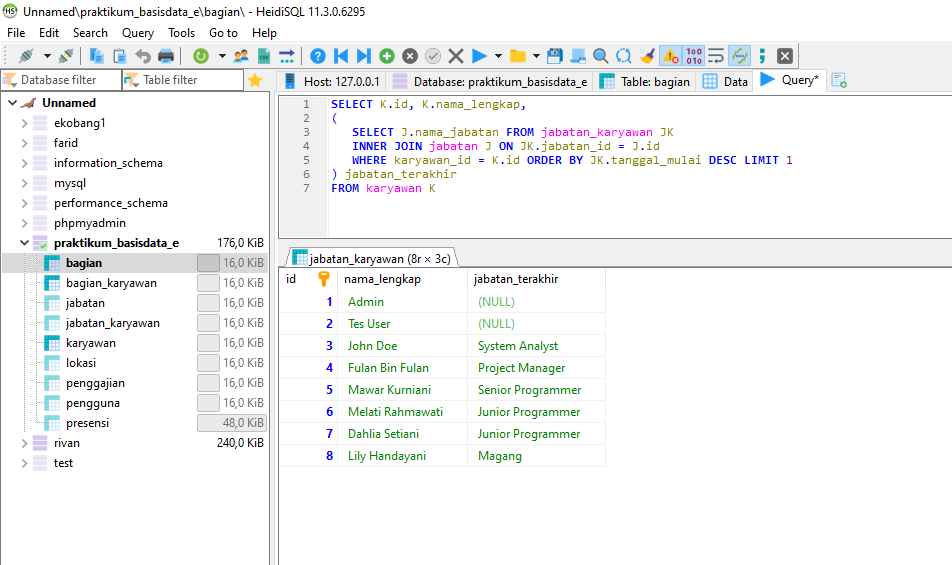 Unnamed\praktikum_basisdata_e\bagian\ - HeidiSQL 11.3.0.6295
File Edit Search Query Tools Go to Help
Database filter Table filter
Host: 127.0.0.1 Database: praktikum_basisdata_e Table: bagian Data Query*
Unnamed
ekobang1
farid
information_schema
mysql
performance_schema
phpmyadmin
praktikum_basisdata_e 176,0 KiB
bagian 16,0 KiB
bagian_karyawan 16,0 KiB
jabatan 16,0 KiB
jabatan_karyawan 16,0 KiB
karyawan 16,0 KiB
lokasi 16,0 KiB
penggajian 16,0 KiB
pengguna 16,0 KiB
presensi 48,0 KiB
rivan 240,0 KiB
test
1 SELECT K.id, K.nama_lengkap,
2 (
3 SELECT J.nama_jabatan FROM jabatan_karyawan JK
4 INNER JOIN jabatan J ON JK.jabatan_id = J.id
5 WHERE karyawan_id = K.id ORDER BY JK.tanggal_mulai DESC LIMIT 1
6 ) jabatan_terakhir
7 FROM karyawan K
jabatan_karyawan (8r × 3c)
id nama_lengkap jabatan_terakhir
1 Admin (NULL)
2 Tes User (NULL)
3 John Doe System Analyst
4 Fulan Bin Fulan Project Manager
5 Mawar Kurniani Senior Programmer
6 Melati Rahmawati Junior Programmer
7 Dahlia Setiani Junior Programmer
8 Lily Handayani Magang